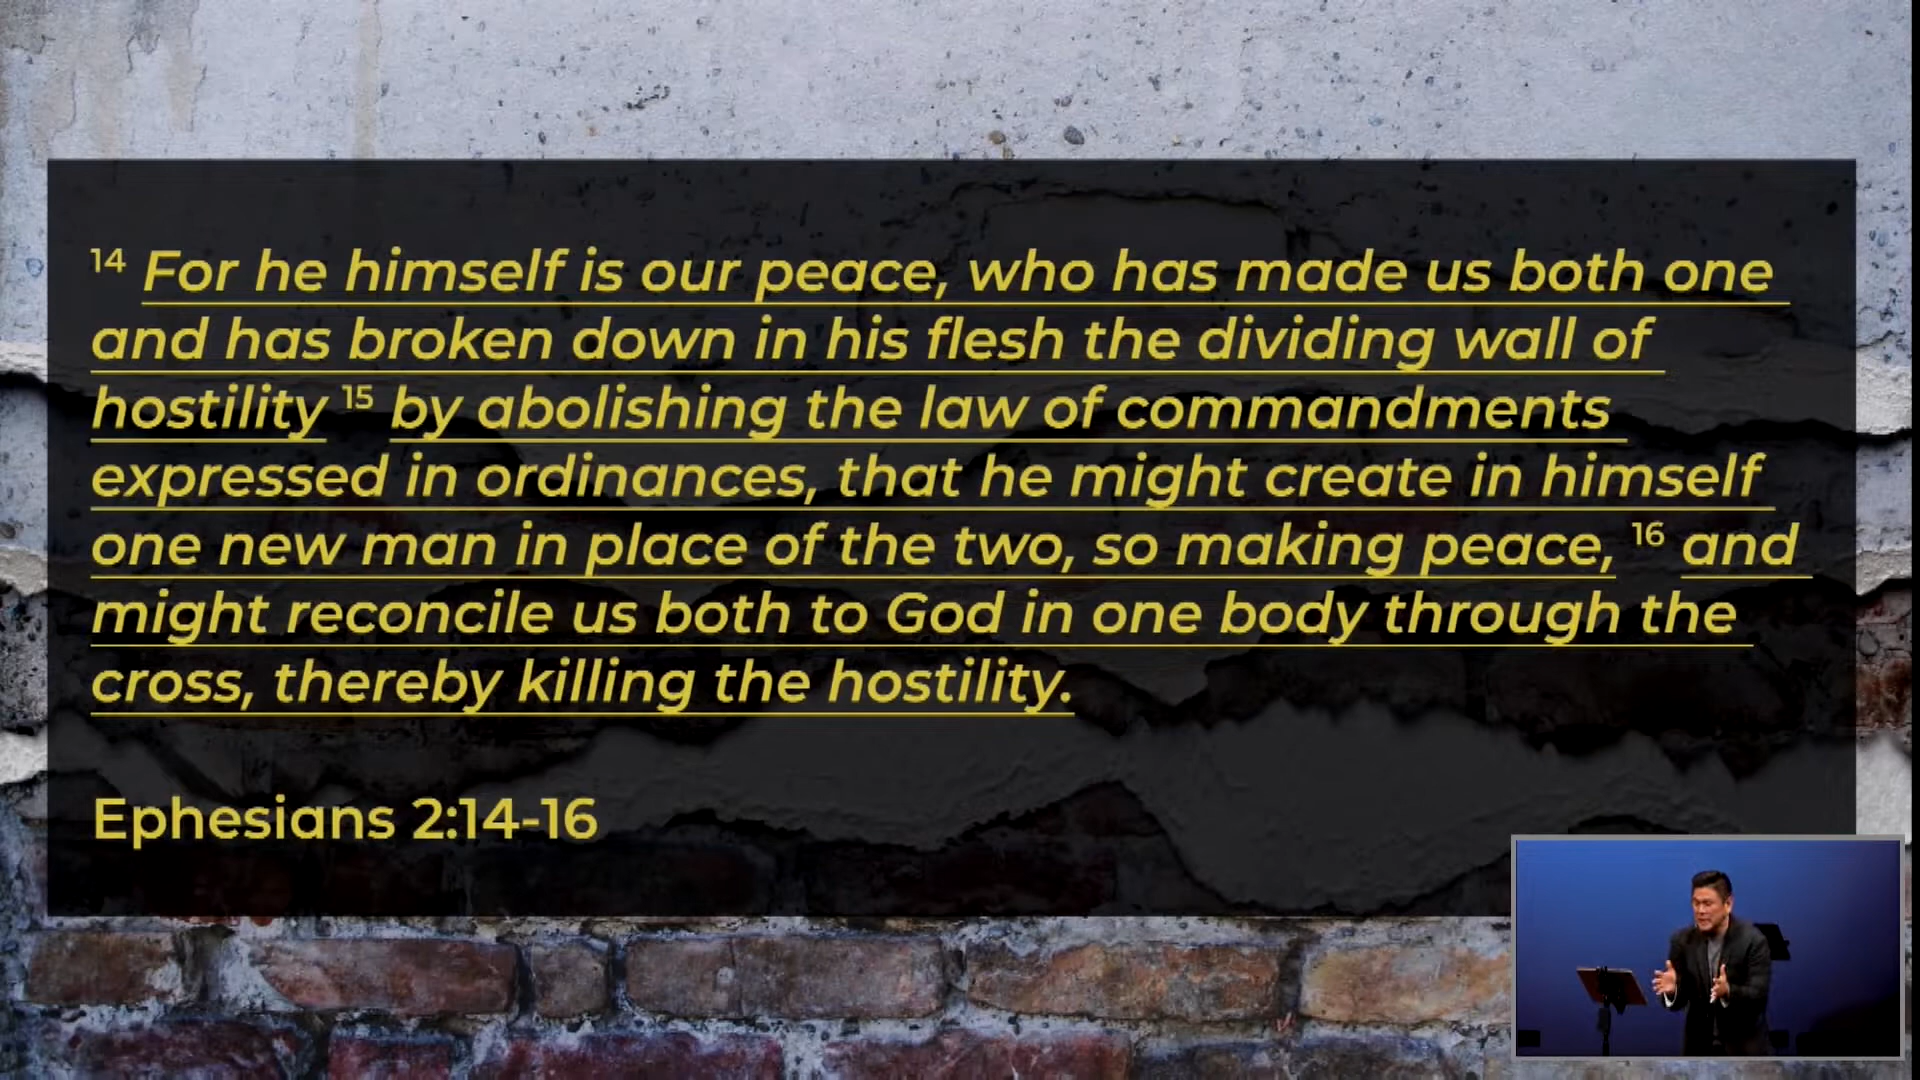 14 For he himself is our peace, who has made us both one
and has broken down in his flesh the dividing wall of
hostility 15 by abolishing the law of commandments
expressed in ordinances, that he might create in himself
one new man in place of the two, so making peace, 16 and
might reconcile us both to God in one body through the
cross, thereby killing the hostility.
Ephesians 2:14-16